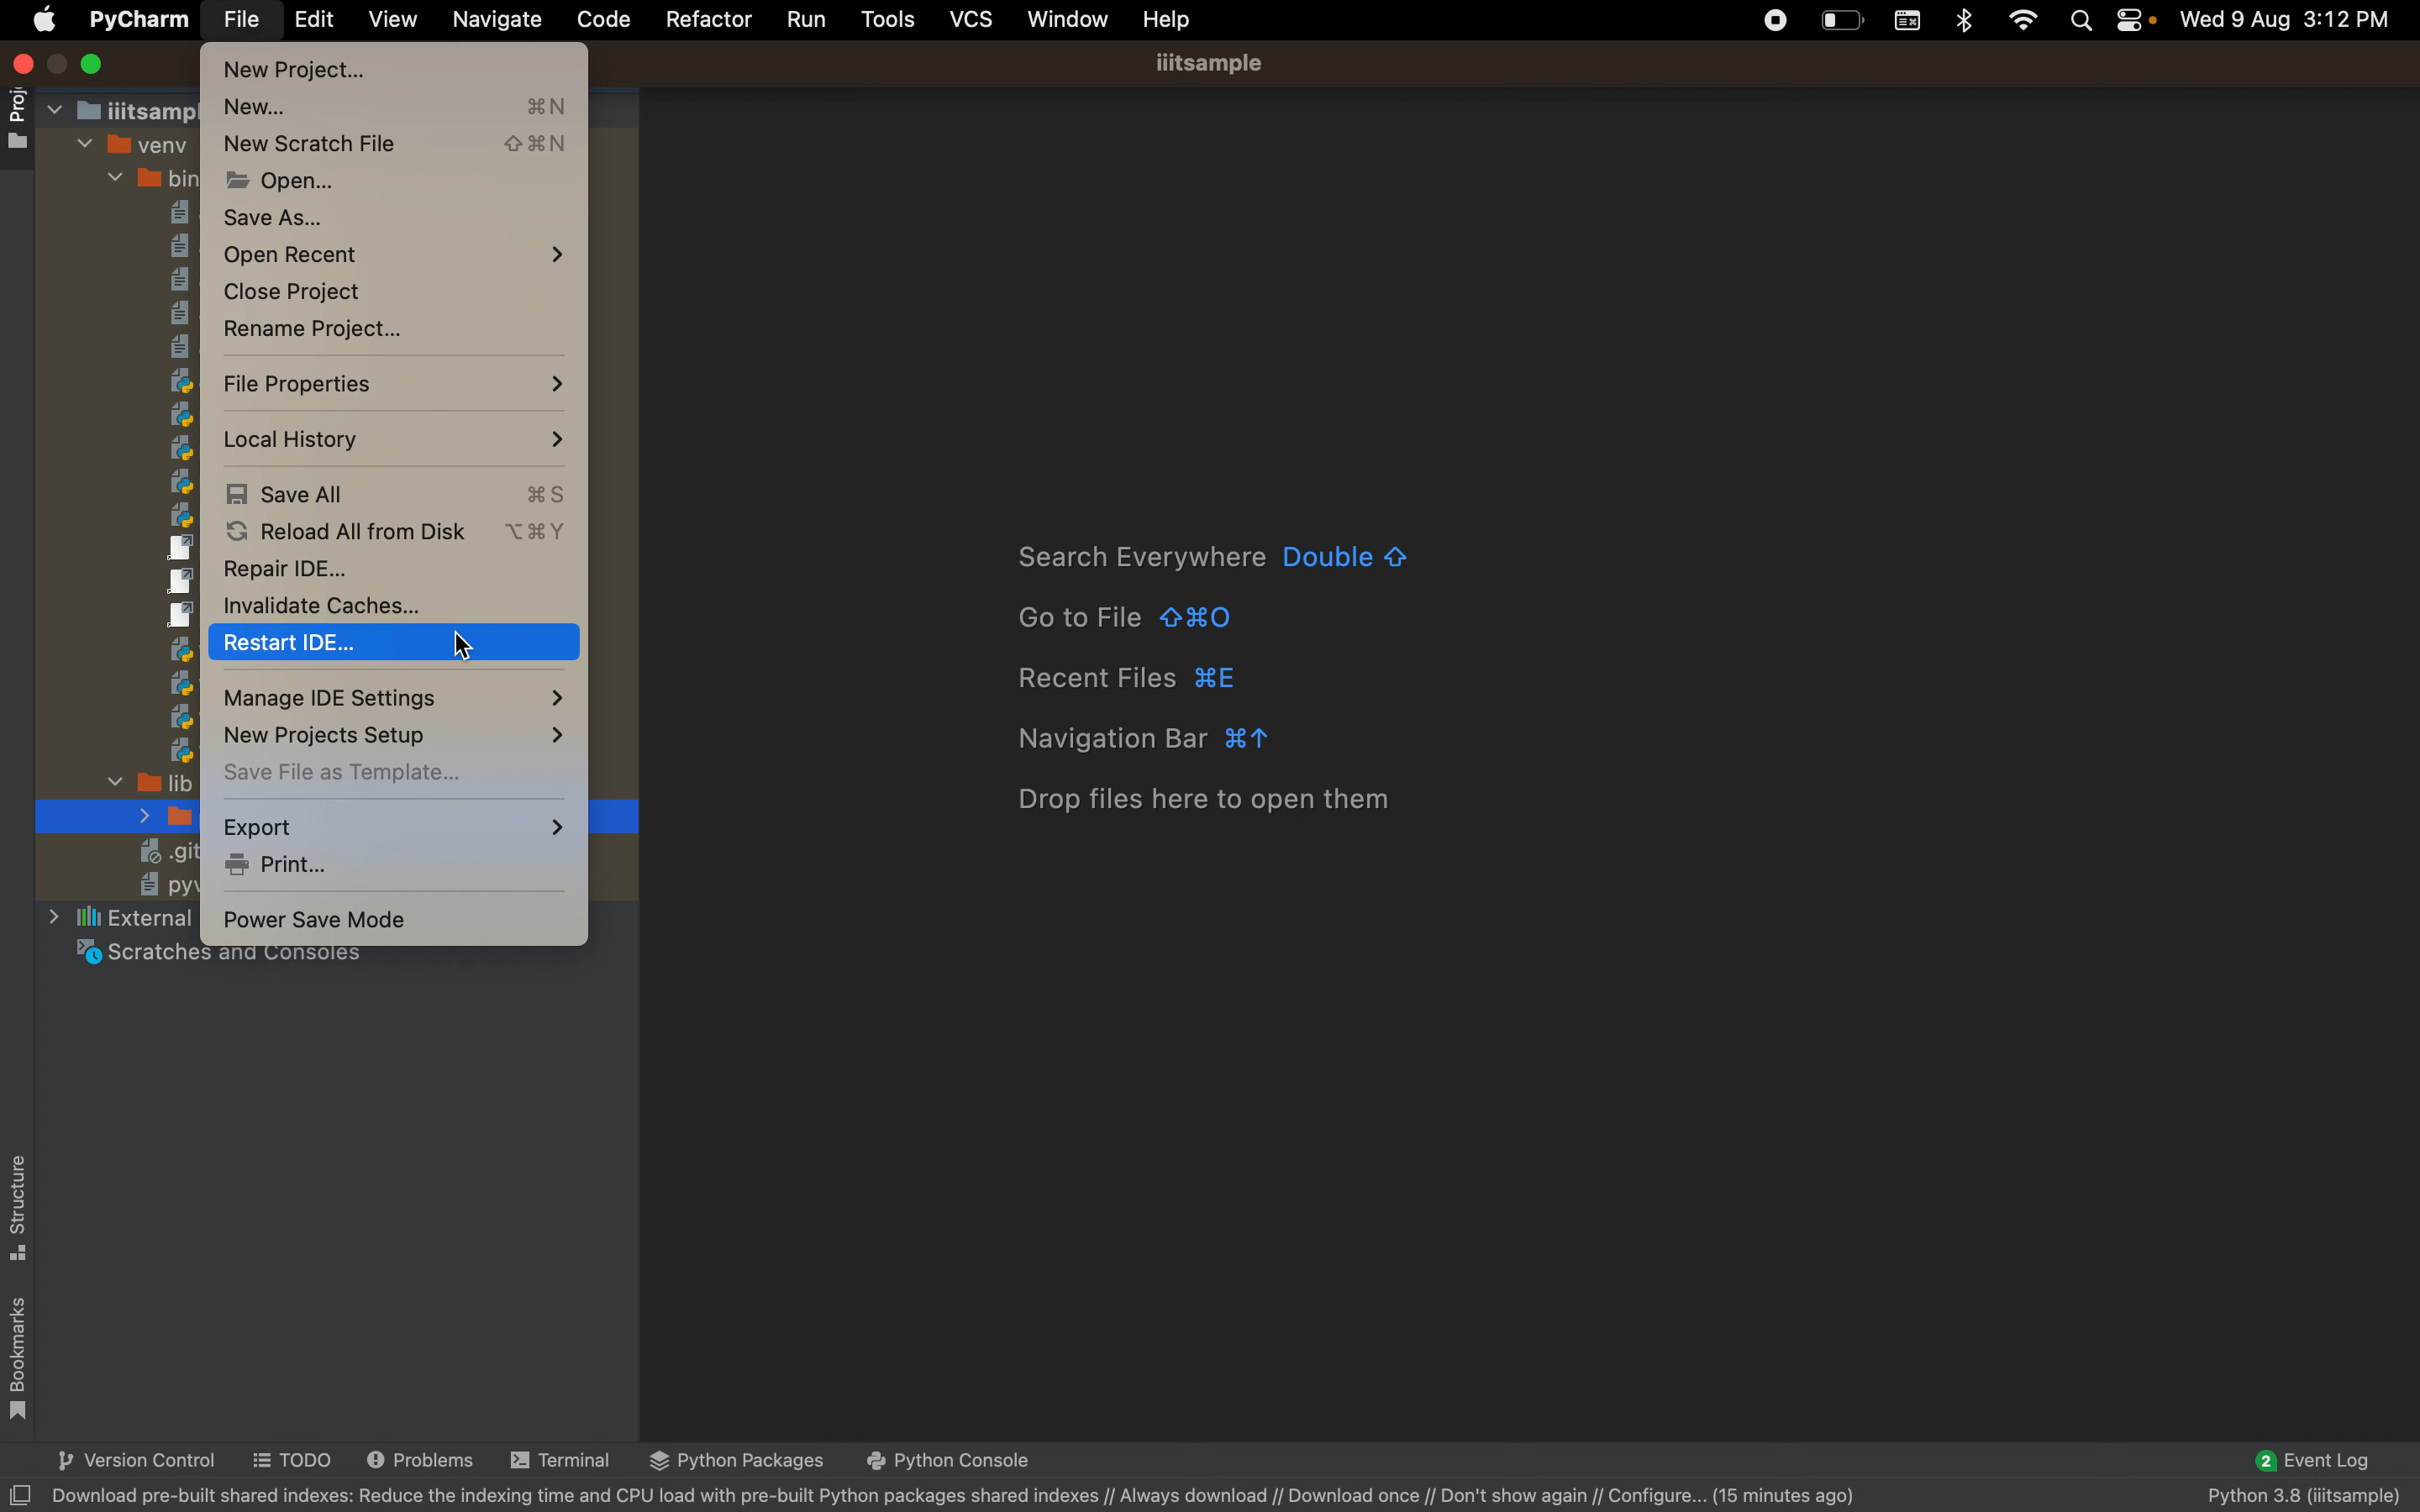 PyCharm File Edit View Navigate Code Refactor Run Tools VCS Window Help Wed 9 Aug 3:12 PM
iiitsample
New Project...
New... ⌘N
New Scratch File ⇧⌘N
Open...
Save As...
Open Recent
Close Project
Rename Project...
File Properties
Local History
Save All ⌘S
Reload All from Disk ⌥⌘Y
Repair IDE...
Invalidate Caches...
Restart IDE...
Manage IDE Settings
New Projects Setup
Save File as Template...
Export
Print...
Power Save Mode
venv
bin
lib
External
Scratches and Consoles
Search Everywhere Double ⇧
Go to File ⇧⌘O
Recent Files ⌘E
Navigation Bar ⌘↑
Drop files here to open them
Structure
Bookmarks
Version Control TODO Problems Terminal Python Packages Python Console 2 Event Log
Download pre-built shared indexes: Reduce the indexing time and CPU load with pre-built Python packages shared indexes // Always download // Download once // Don't show again // Configure... (15 minutes ago) Python 3.8 (iiitsample)